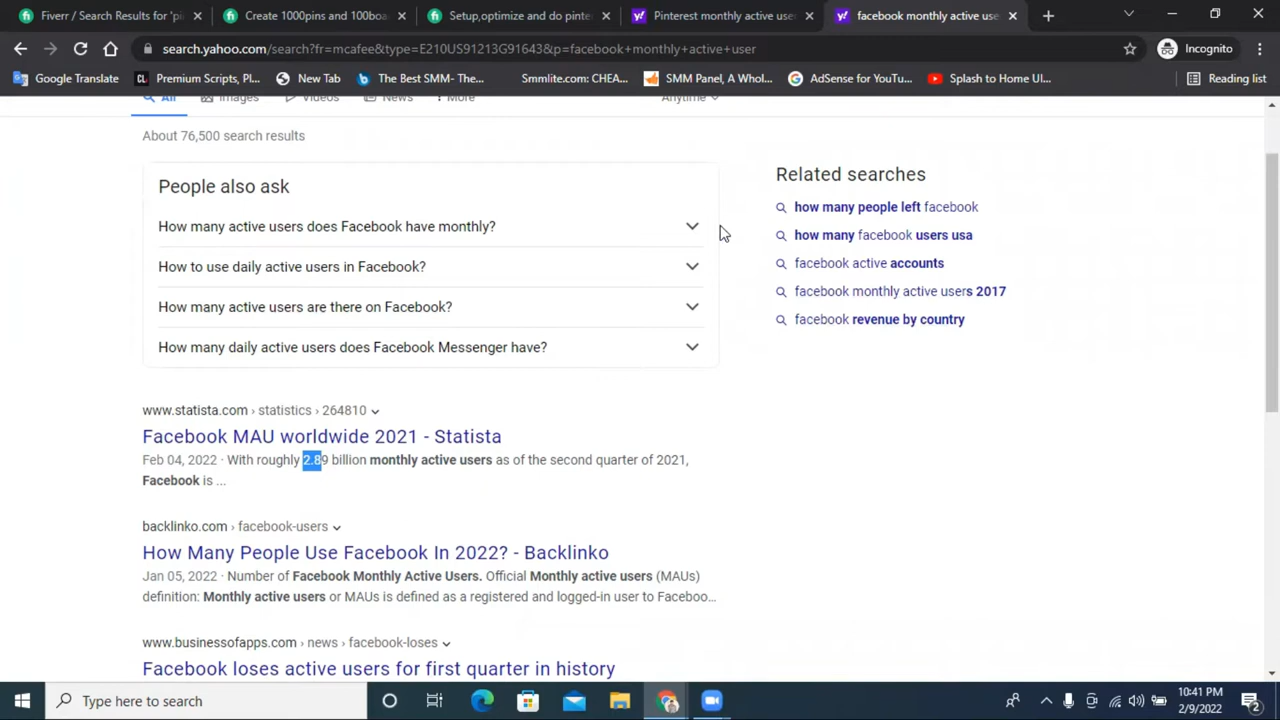 Fiverr / Search Results for 'pi
Create 1000pins and 100boa
Setup,optimize and do pinte
Pinterest monthly active user
facebook monthly active use
search.yahoo.com/search?fr=mcafee&type=E210US91213G91643&p=facebook+monthly+active+user
Incognito
Google Translate
CL Premium Scripts, Pl...
New Tab
The Best SMM- The...
Smmlite.com: CHEA...
SMM Panel, A Whol...
AdSense for YouTu...
Splash to Home UI...
Reading list
All
Images
Videos
News
More
Anytime
About 76,500 search results
People also ask
How many active users does Facebook have monthly?
How to use daily active users in Facebook?
How many active users are there on Facebook?
How many daily active users does Facebook Messenger have?
Related searches
how many people left facebook
how many facebook users usa
facebook active accounts
facebook monthly active users 2017
facebook revenue by country
www.statista.com › statistics › 264810
Facebook MAU worldwide 2021 - Statista
Feb 04, 2022 · With roughly 2.89 billion monthly active users as of the second quarter of 2021,
Facebook is ...
backlinko.com › facebook-users
How Many People Use Facebook In 2022? - Backlinko
Jan 05, 2022 · Number of Facebook Monthly Active Users. Official Monthly active users (MAUs)
definition: Monthly active users or MAUs is defined as a registered and logged-in user to Faceboo...
www.businessofapps.com › news › facebook-loses
Facebook loses active users for first quarter in history
Type here to search
10:41 PM
2/9/2022
2